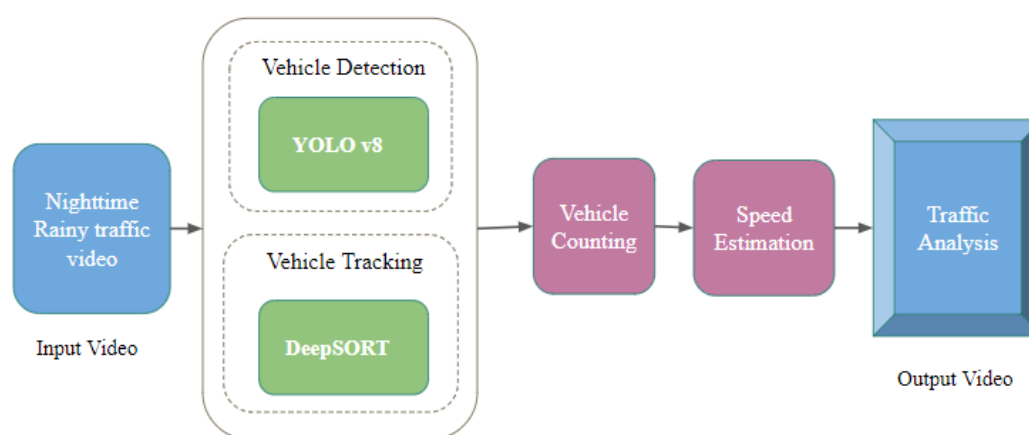 Nighttime
Rainy traffic
video
Input Video
Vehicle Detection
YOLO v8
Vehicle Tracking
DeepSORT
Vehicle
Counting
Speed
Estimation
Traffic
Analysis
Output Video